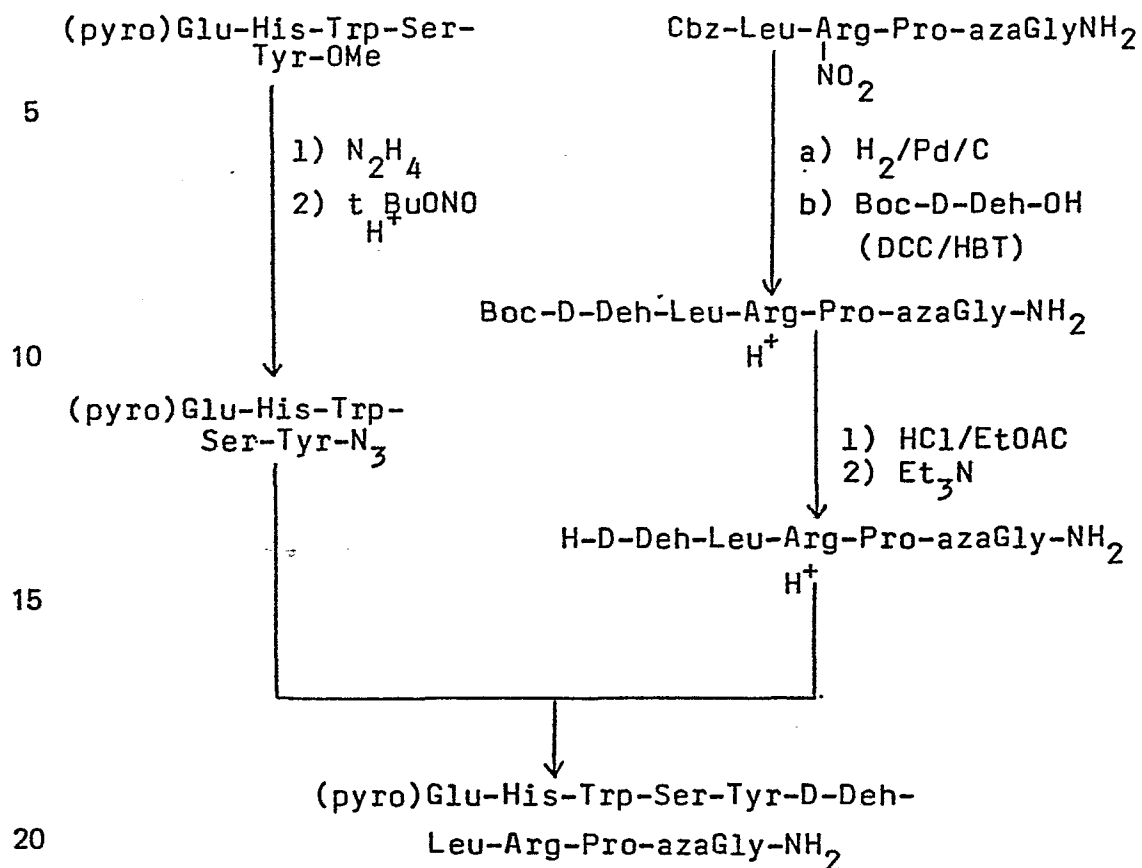 (pyro)Glu-His-Trp-Ser-
Tyr-OMe
Cbz-Leu-Arg-Pro-azaGlyNH2
NO2
5
1) N2H4
2) t BuONO
H+
a) H2/Pd/C
b) Boc-D-Deh-OH
(DCC/HBT)
Boc-D-Deh-Leu-Arg-Pro-azaGly-NH2
H+
10
(pyro)Glu-His-Trp-
Ser-Tyr-N3
1) HCl/EtOAC
2) Et3N
H-D-Deh-Leu-Arg-Pro-azaGly-NH2
H+
15
(pyro)Glu-His-Trp-Ser-Tyr-D-Deh-
Leu-Arg-Pro-azaGly-NH2
20